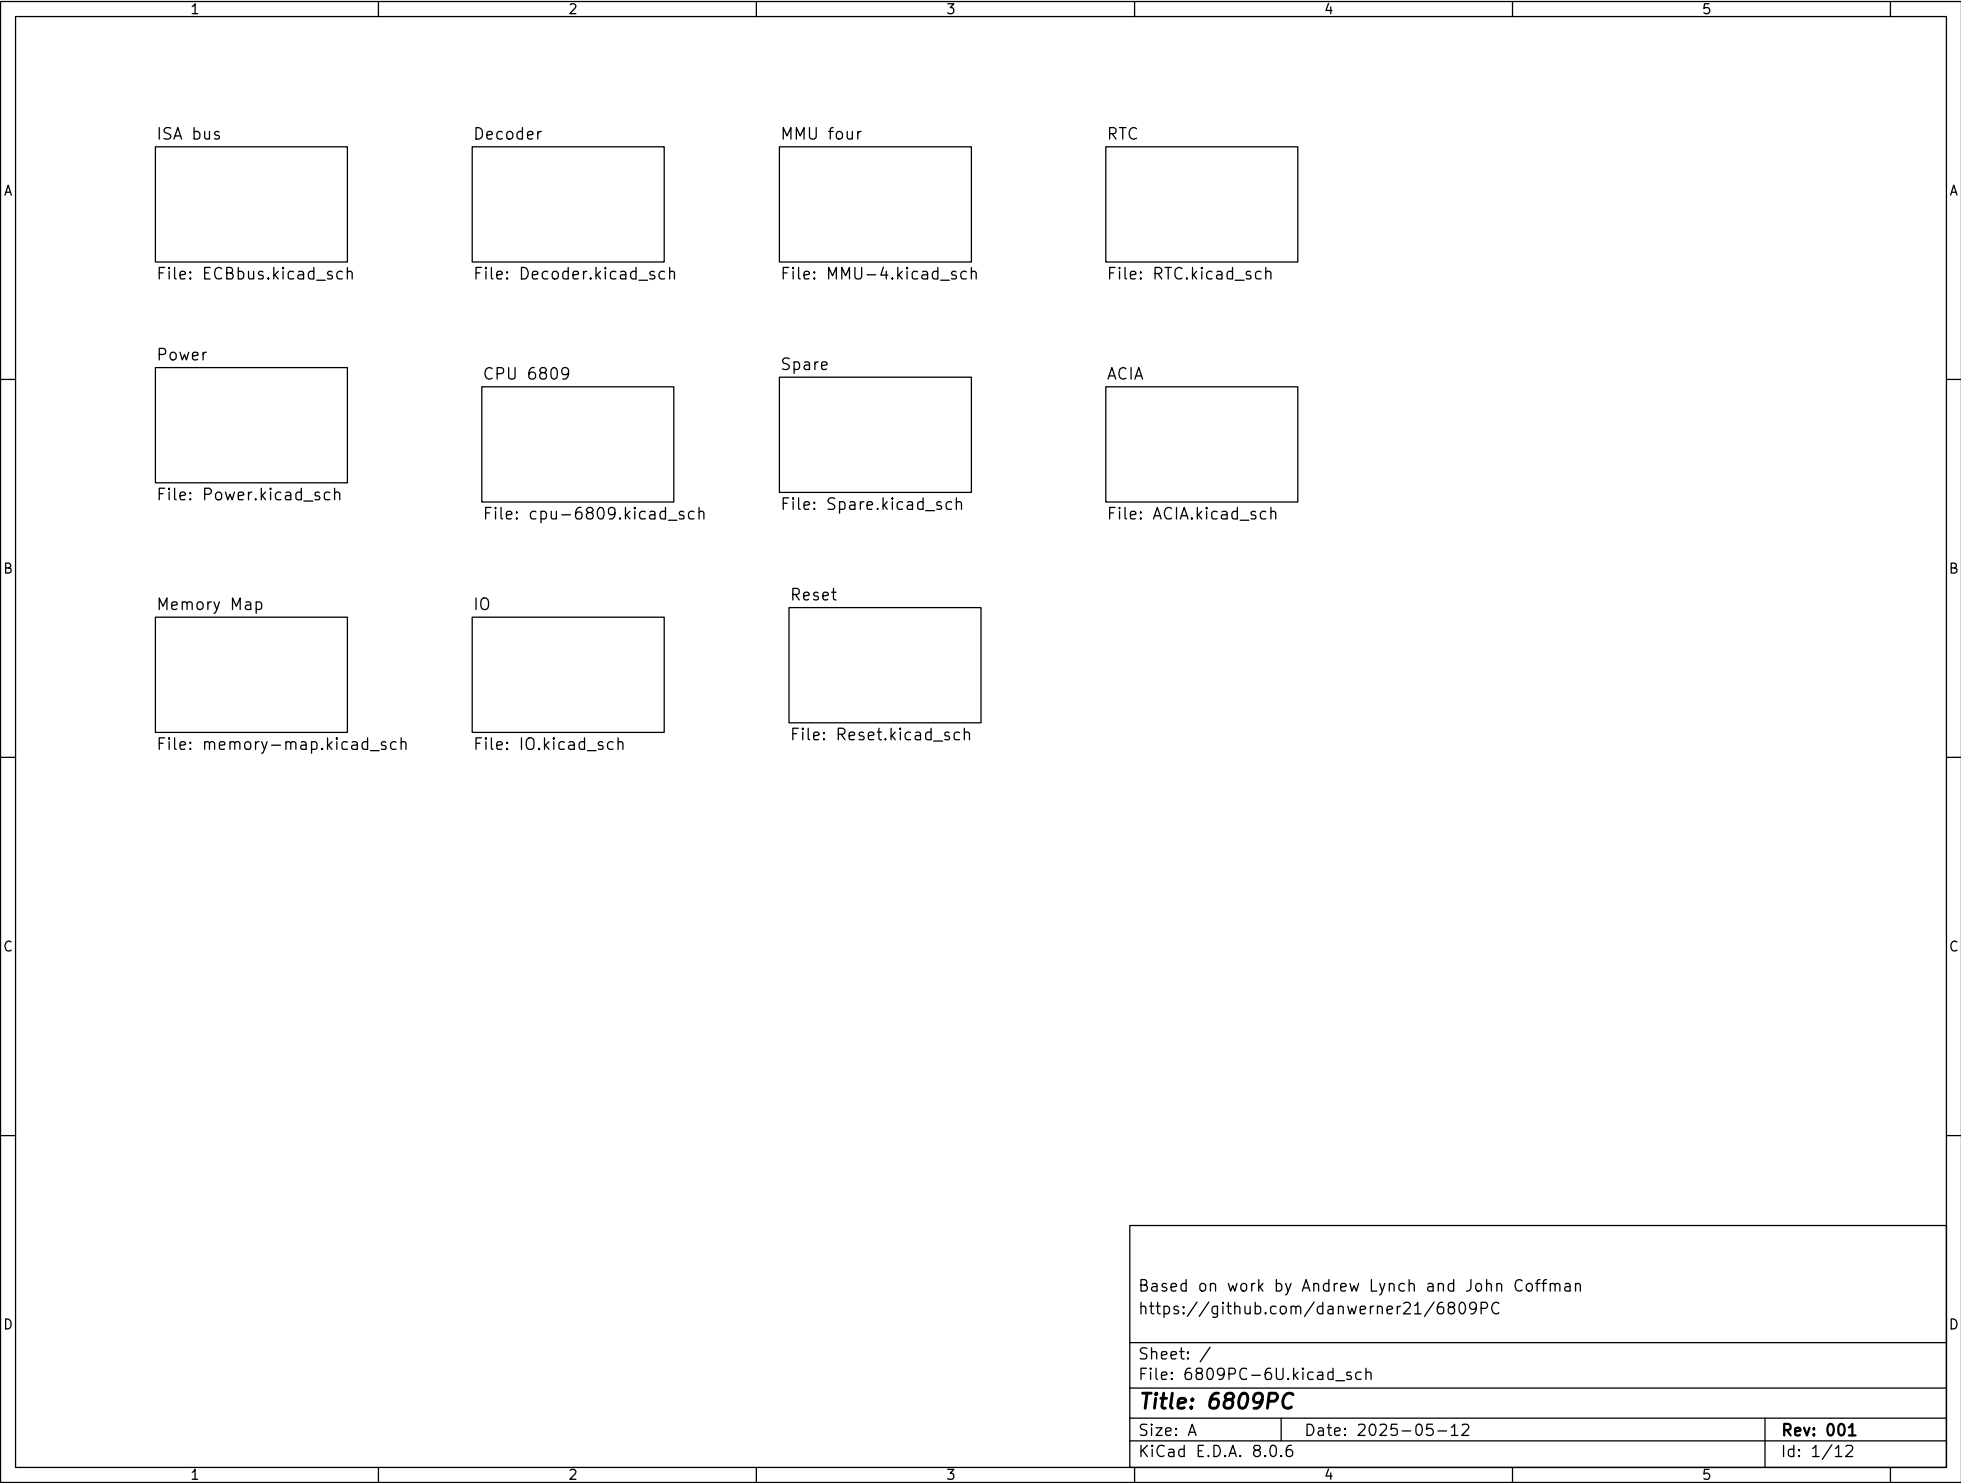 1 2 3 4 5
ISA bus Decoder MMU four RTC
A A
File: ECBbus.kicad_sch File: Decoder.kicad_sch File: MMU-4.kicad_sch File: RTC.kicad_sch
Power
Spare
CPU 6809 ACIA
File: Power.kicad_sch
File: Spare.kicad_sch
File: cpu-6809.kicad_sch File: ACIA.kicad_sch
B B
Reset
Memory Map IO
File: Reset.kicad_sch
File: memory-map.kicad_sch File: IO.kicad_sch
C C
Based on work by Andrew Lynch and John Coffman
https://github.com/danwerner21/6809PC
D D
Sheet: /
File: 6809PC-6U.kicad_sch
Title: 6809PC
Size: A Date: 2025-05-12 Rev: 001
KiCad E.D.A. 8.0.6 Id: 1/12
1 2 3 4 5